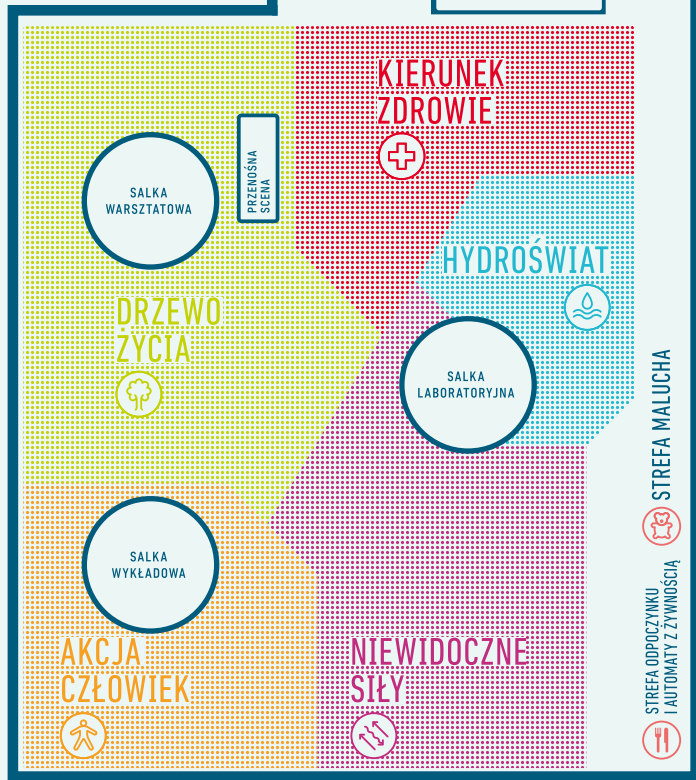 KIERUNEK
ZDROWIE
SALKA
WARSZTATOWA
PRZENOŚNA
SCENA
HYDROŚWIAT
DRZEWO
ŻYCIA
SALKA
LABORATORYJNA
STREFA MALUCHA
SALKA
WYKŁADOWA
STREFA ODPOCZYNKU
I AUTOMATY Z ŻYWNOŚCIĄ
AKCJA
CZŁOWIEK
NIEWIDOCZNE
SIŁY